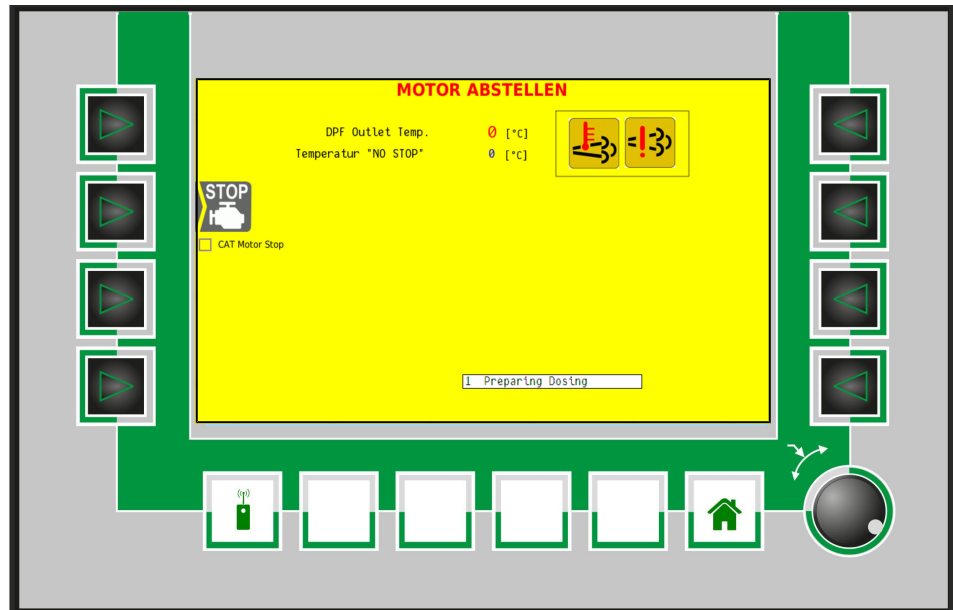 MOTOR ABSTELLEN
DPF Outlet Temp. 0 [°C]
Temperatur "NO STOP" 0 [°C]
STOP
CAT Motor Stop
1 Preparing Dosing